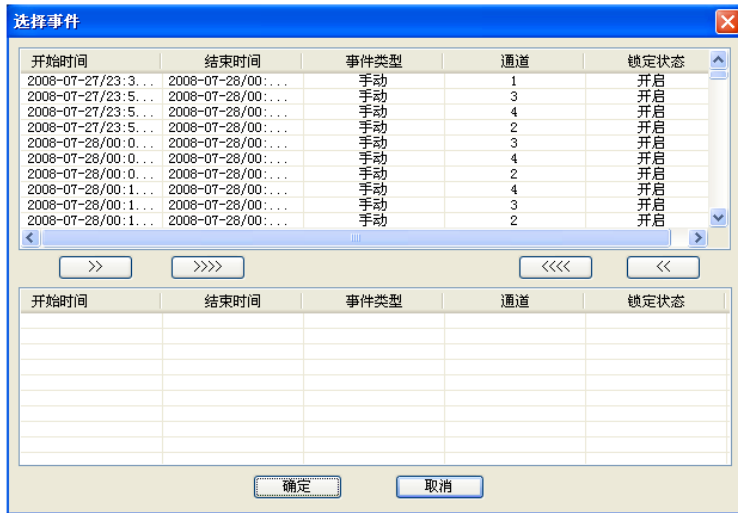 选择事件
开始时间 结束时间 事件类型 通道 锁定状态
2008-07-27/23:3... 2008-07-28/00:... 手动 1 开启
2008-07-27/23:5... 2008-07-28/00:... 手动 3 开启
2008-07-27/23:5... 2008-07-28/00:... 手动 4 开启
2008-07-27/23:5... 2008-07-28/00:... 手动 2 开启
2008-07-28/00:0... 2008-07-28/00:... 手动 3 开启
2008-07-28/00:0... 2008-07-28/00:... 手动 4 开启
2008-07-28/00:0... 2008-07-28/00:... 手动 2 开启
2008-07-28/00:1... 2008-07-28/00:... 手动 4 开启
2008-07-28/00:1... 2008-07-28/00:... 手动 3 开启
2008-07-28/00:1... 2008-07-28/00:... 手动 2 开启
>> >>>> <<<< <<
开始时间 结束时间 事件类型 通道 锁定状态
确定 取消